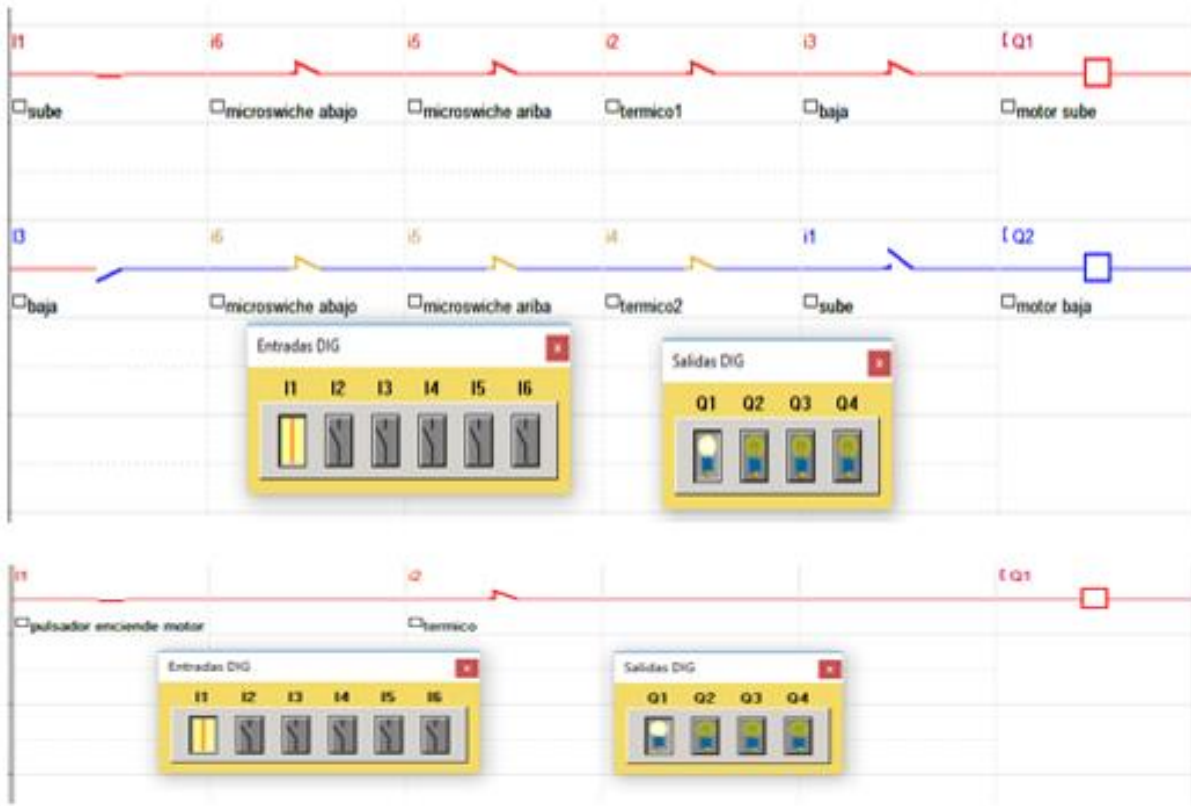 I1 i6 i5 i2 i3 [ Q1
sube microswiche abajo microswiche ariba termico1 baja motor sube
I3 i6 i5 i4 i1 [ Q2
baja microswiche abajo microswiche ariba termico2 sube motor baja
Entradas DIG
I1 I2 I3 I4 I5 I6
Salidas DIG
Q1 Q2 Q3 Q4
I1 i2 [ Q1
pulsador enciende motor termico
Entradas DIG
I1 I2 I3 I4 I5 I6
Salidas DIG
Q1 Q2 Q3 Q4